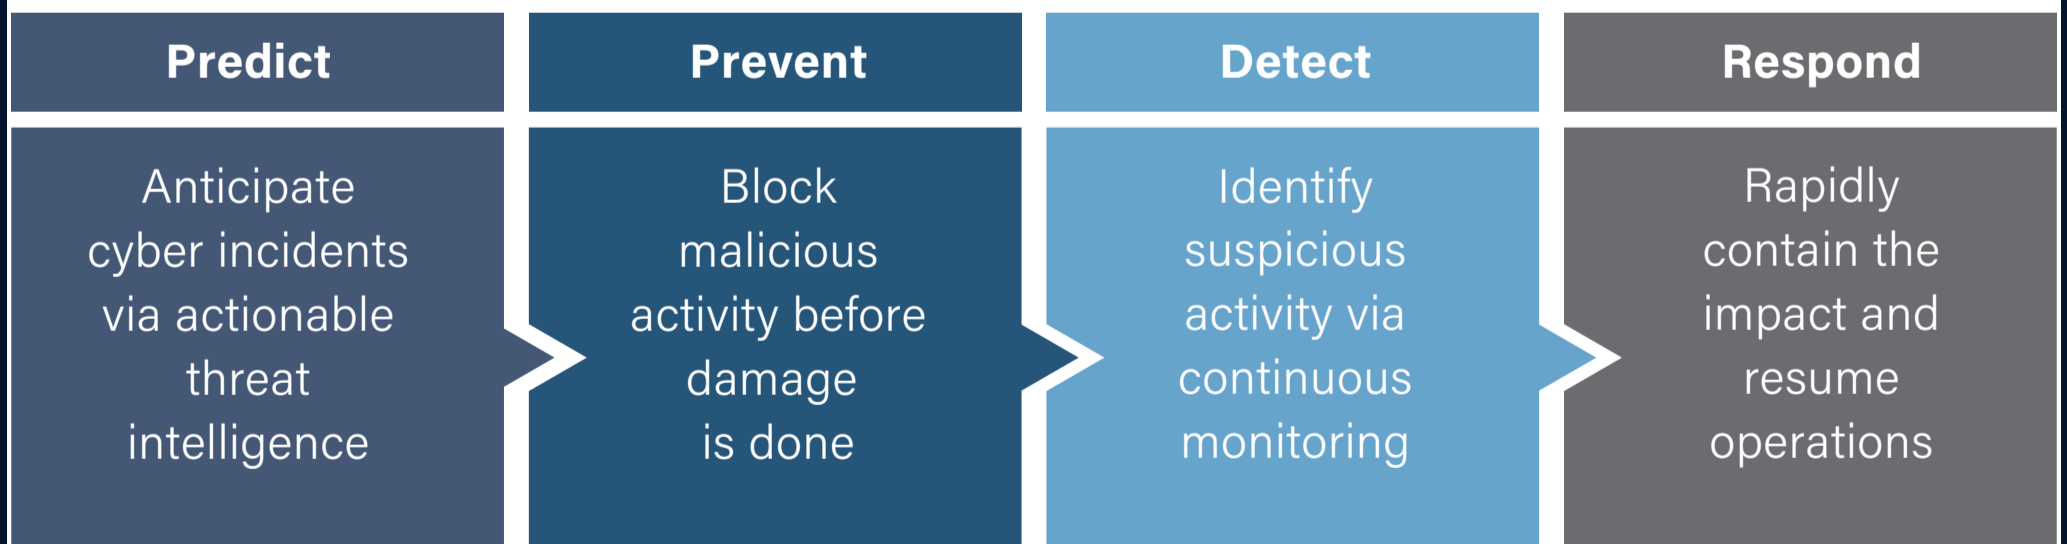 Predict
Anticipate
cyber incidents
via actionable
threat
intelligence
Prevent
Block
malicious
activity before
damage
is done
Detect
Identify
suspicious
activity via
continuous
monitoring
Respond
Rapidly
contain the
impact and
resume
operations